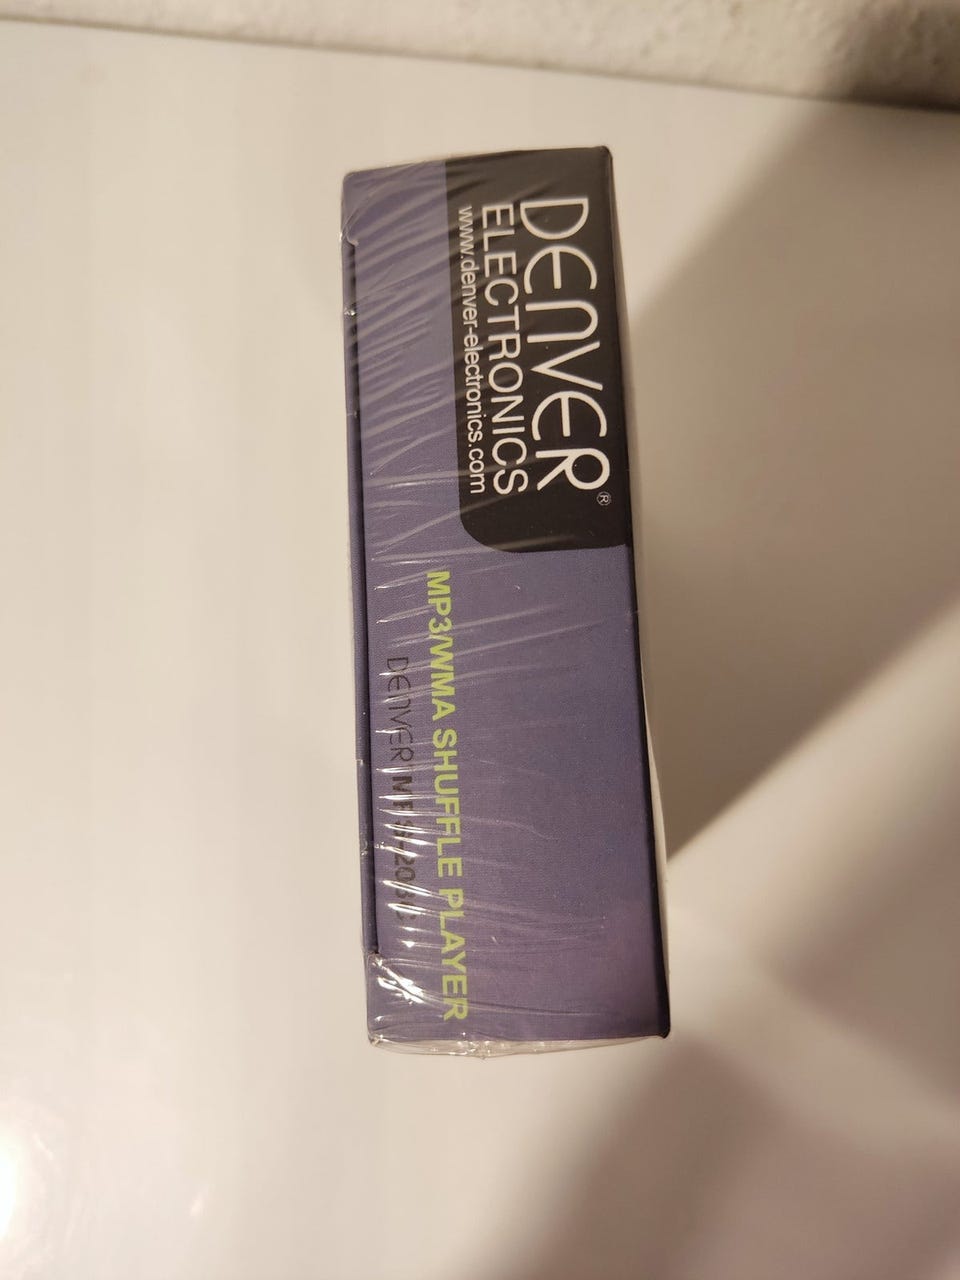 DENVER®
ELECTRONICS
www.denver-electronics.com
MP3/WMA SHUFFLE PLAYER
DENVER